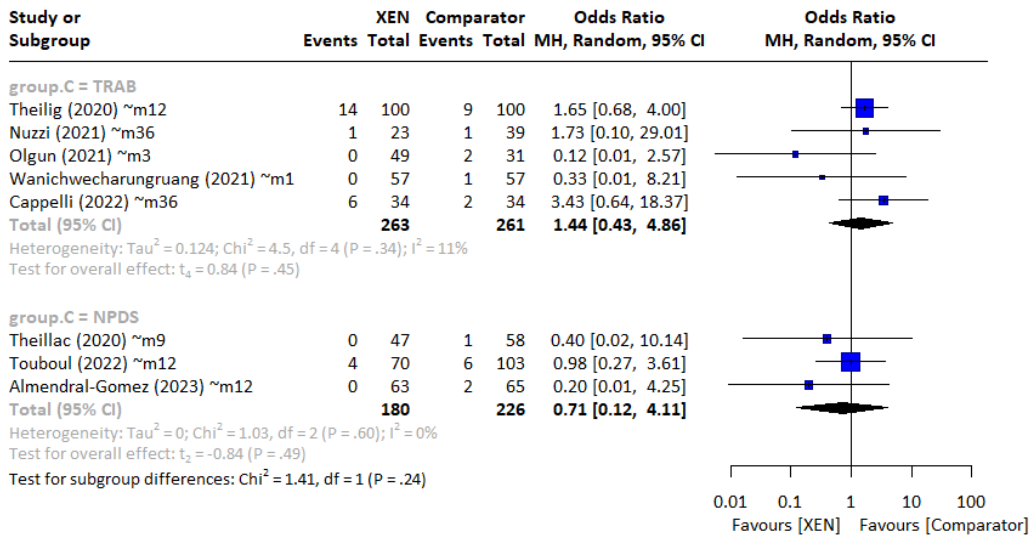 Study or XEN Comparator Odds Ratio Odds Ratio
Subgroup Events Total Events Total MH, Random, 95% CI MH, Random, 95% CI
group.C = TRAB
Theilig (2020) ~m12 14 100 9 100 1.65 [0.68, 4.00]
Nuzzi (2021) ~m36 1 23 1 39 1.73 [0.10, 29.01]
Olgun (2021) ~m3 0 49 2 31 0.12 [0.01, 2.57]
Wanichwecharungruang (2021) ~m1 0 57 1 57 0.33 [0.01, 8.21]
Cappelli (2022) ~m36 6 34 2 34 3.43 [0.64, 18.37]
Total (95% CI) 263 261 1.44 [0.43, 4.86]
Heterogeneity: Tau² = 0.124; Chi² = 4.5, df = 4 (P = .34); I² = 11%
Test for overall effect: t₄ = 0.84 (P = .45)
group.C = NPDS
Theillac (2020) ~m9 0 47 1 58 0.40 [0.02, 10.14]
Touboul (2022) ~m12 4 70 6 103 0.98 [0.27, 3.61]
Almendral-Gomez (2023) ~m12 0 63 2 65 0.20 [0.01, 4.25]
Total (95% CI) 180 226 0.71 [0.12, 4.11]
Heterogeneity: Tau² = 0; Chi² = 1.03, df = 2 (P = .60); I² = 0%
Test for overall effect: t₂ = -0.84 (P = .49)
Test for subgroup differences: Chi² = 1.41, df = 1 (P = .24)
0.01 0.1 1 10 100
Favours [XEN] Favours [Comparator]